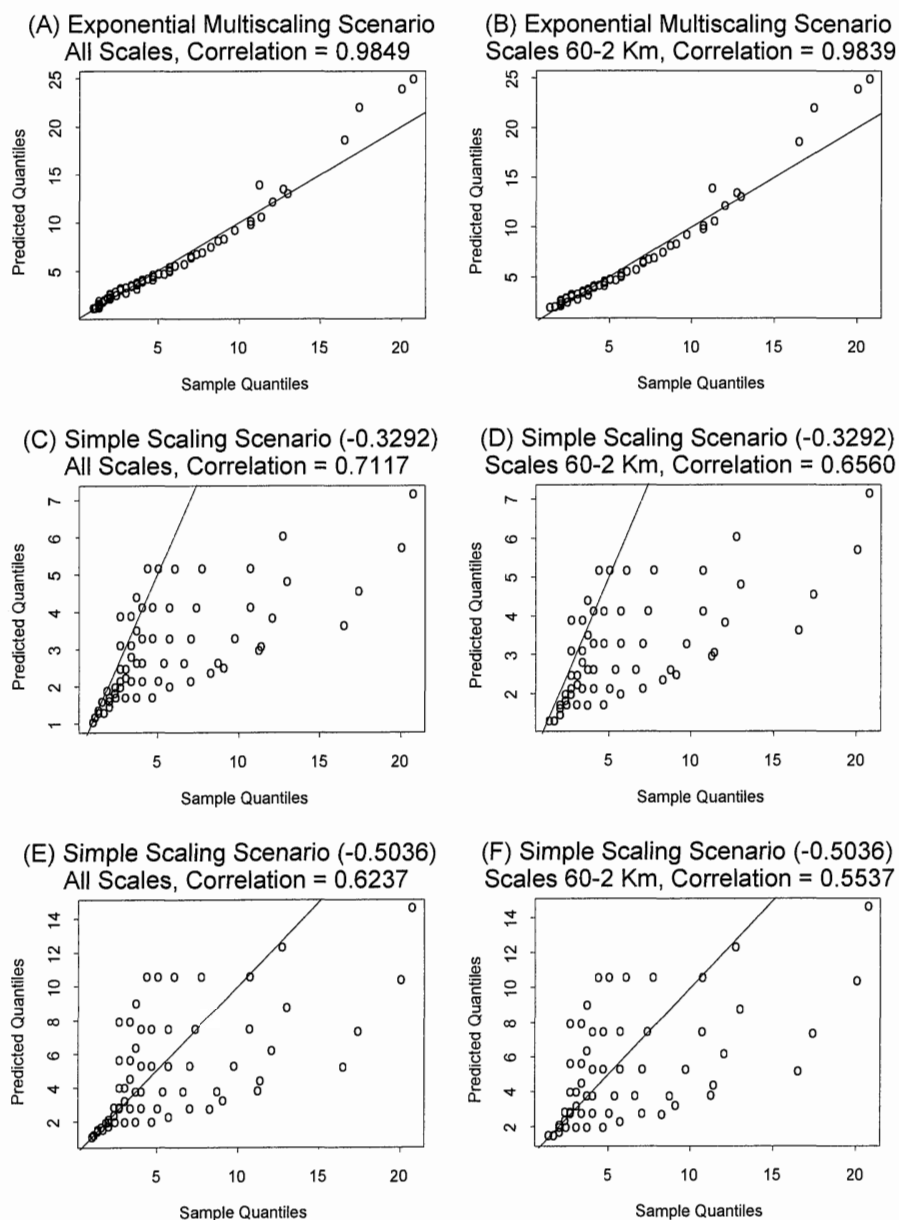 (A) Exponential Multiscaling Scenario
All Scales, Correlation = 0.9849
25
20
15
10
5
Predicted Quantiles
5 10 15 20
Sample Quantiles
(B) Exponential Multiscaling Scenario
Scales 60-2 Km, Correlation = 0.9839
25
20
15
10
5
Predicted Quantiles
5 10 15 20
Sample Quantiles
(C) Simple Scaling Scenario (-0.3292)
All Scales, Correlation = 0.7117
7
6
5
4
3
2
1
Predicted Quantiles
5 10 15 20
Sample Quantiles
(D) Simple Scaling Scenario (-0.3292)
Scales 60-2 Km, Correlation = 0.6560
7
6
5
4
3
2
Predicted Quantiles
5 10 15 20
Sample Quantiles
(E) Simple Scaling Scenario (-0.5036)
All Scales, Correlation = 0.6237
14
12
10
8
6
4
2
Predicted Quantiles
5 10 15 20
Sample Quantiles
(F) Simple Scaling Scenario (-0.5036)
Scales 60-2 Km, Correlation = 0.5537
14
12
10
8
6
4
2
Predicted Quantiles
5 10 15 20
Sample Quantiles